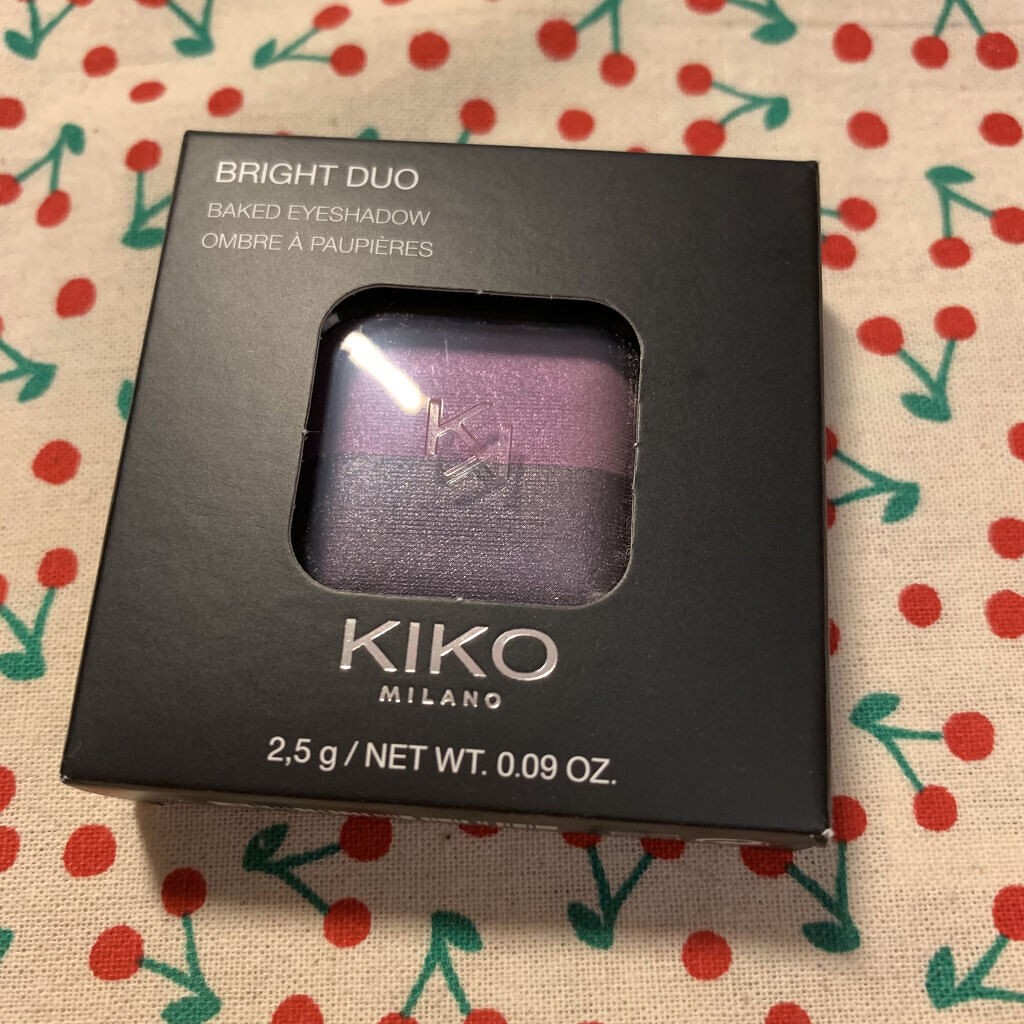 BRIGHT DUO
BAKED EYESHADOW
OMBRE À PAUPIÈRES
KIKO
MILANO
2,5 g / NET WT. 0.09 OZ.